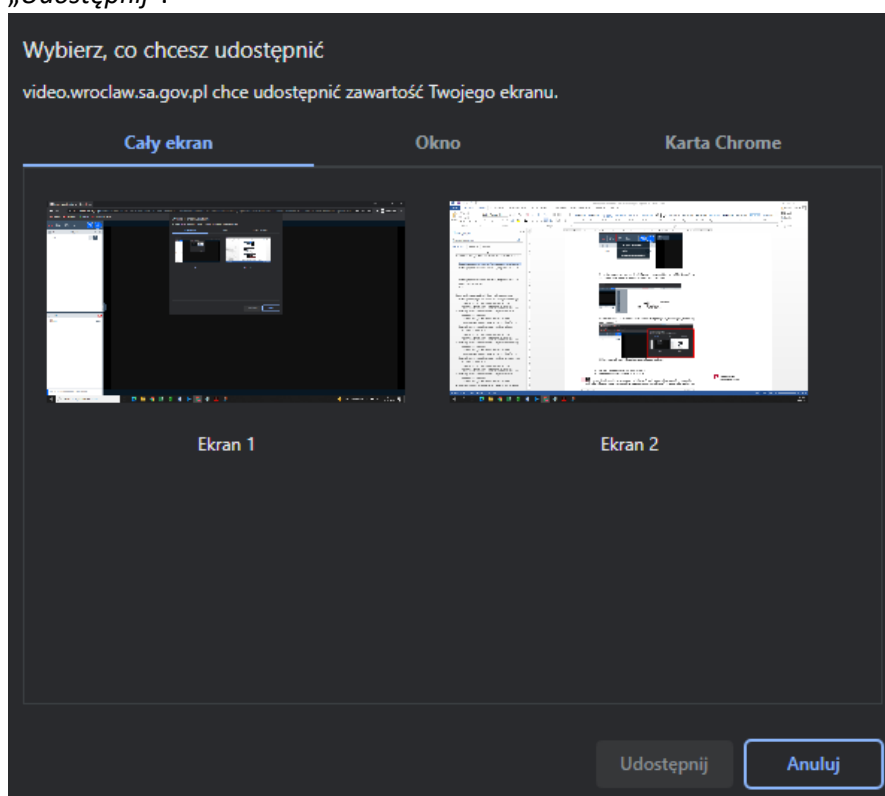 „Udostępnij".
Wybierz, co chcesz udostępnić
video.wroclaw.sa.gov.pl chce udostępnić zawartość Twojego ekranu.
Cały ekran Okno Karta Chrome
Ekran 1 Ekran 2
Udostępnij Anuluj